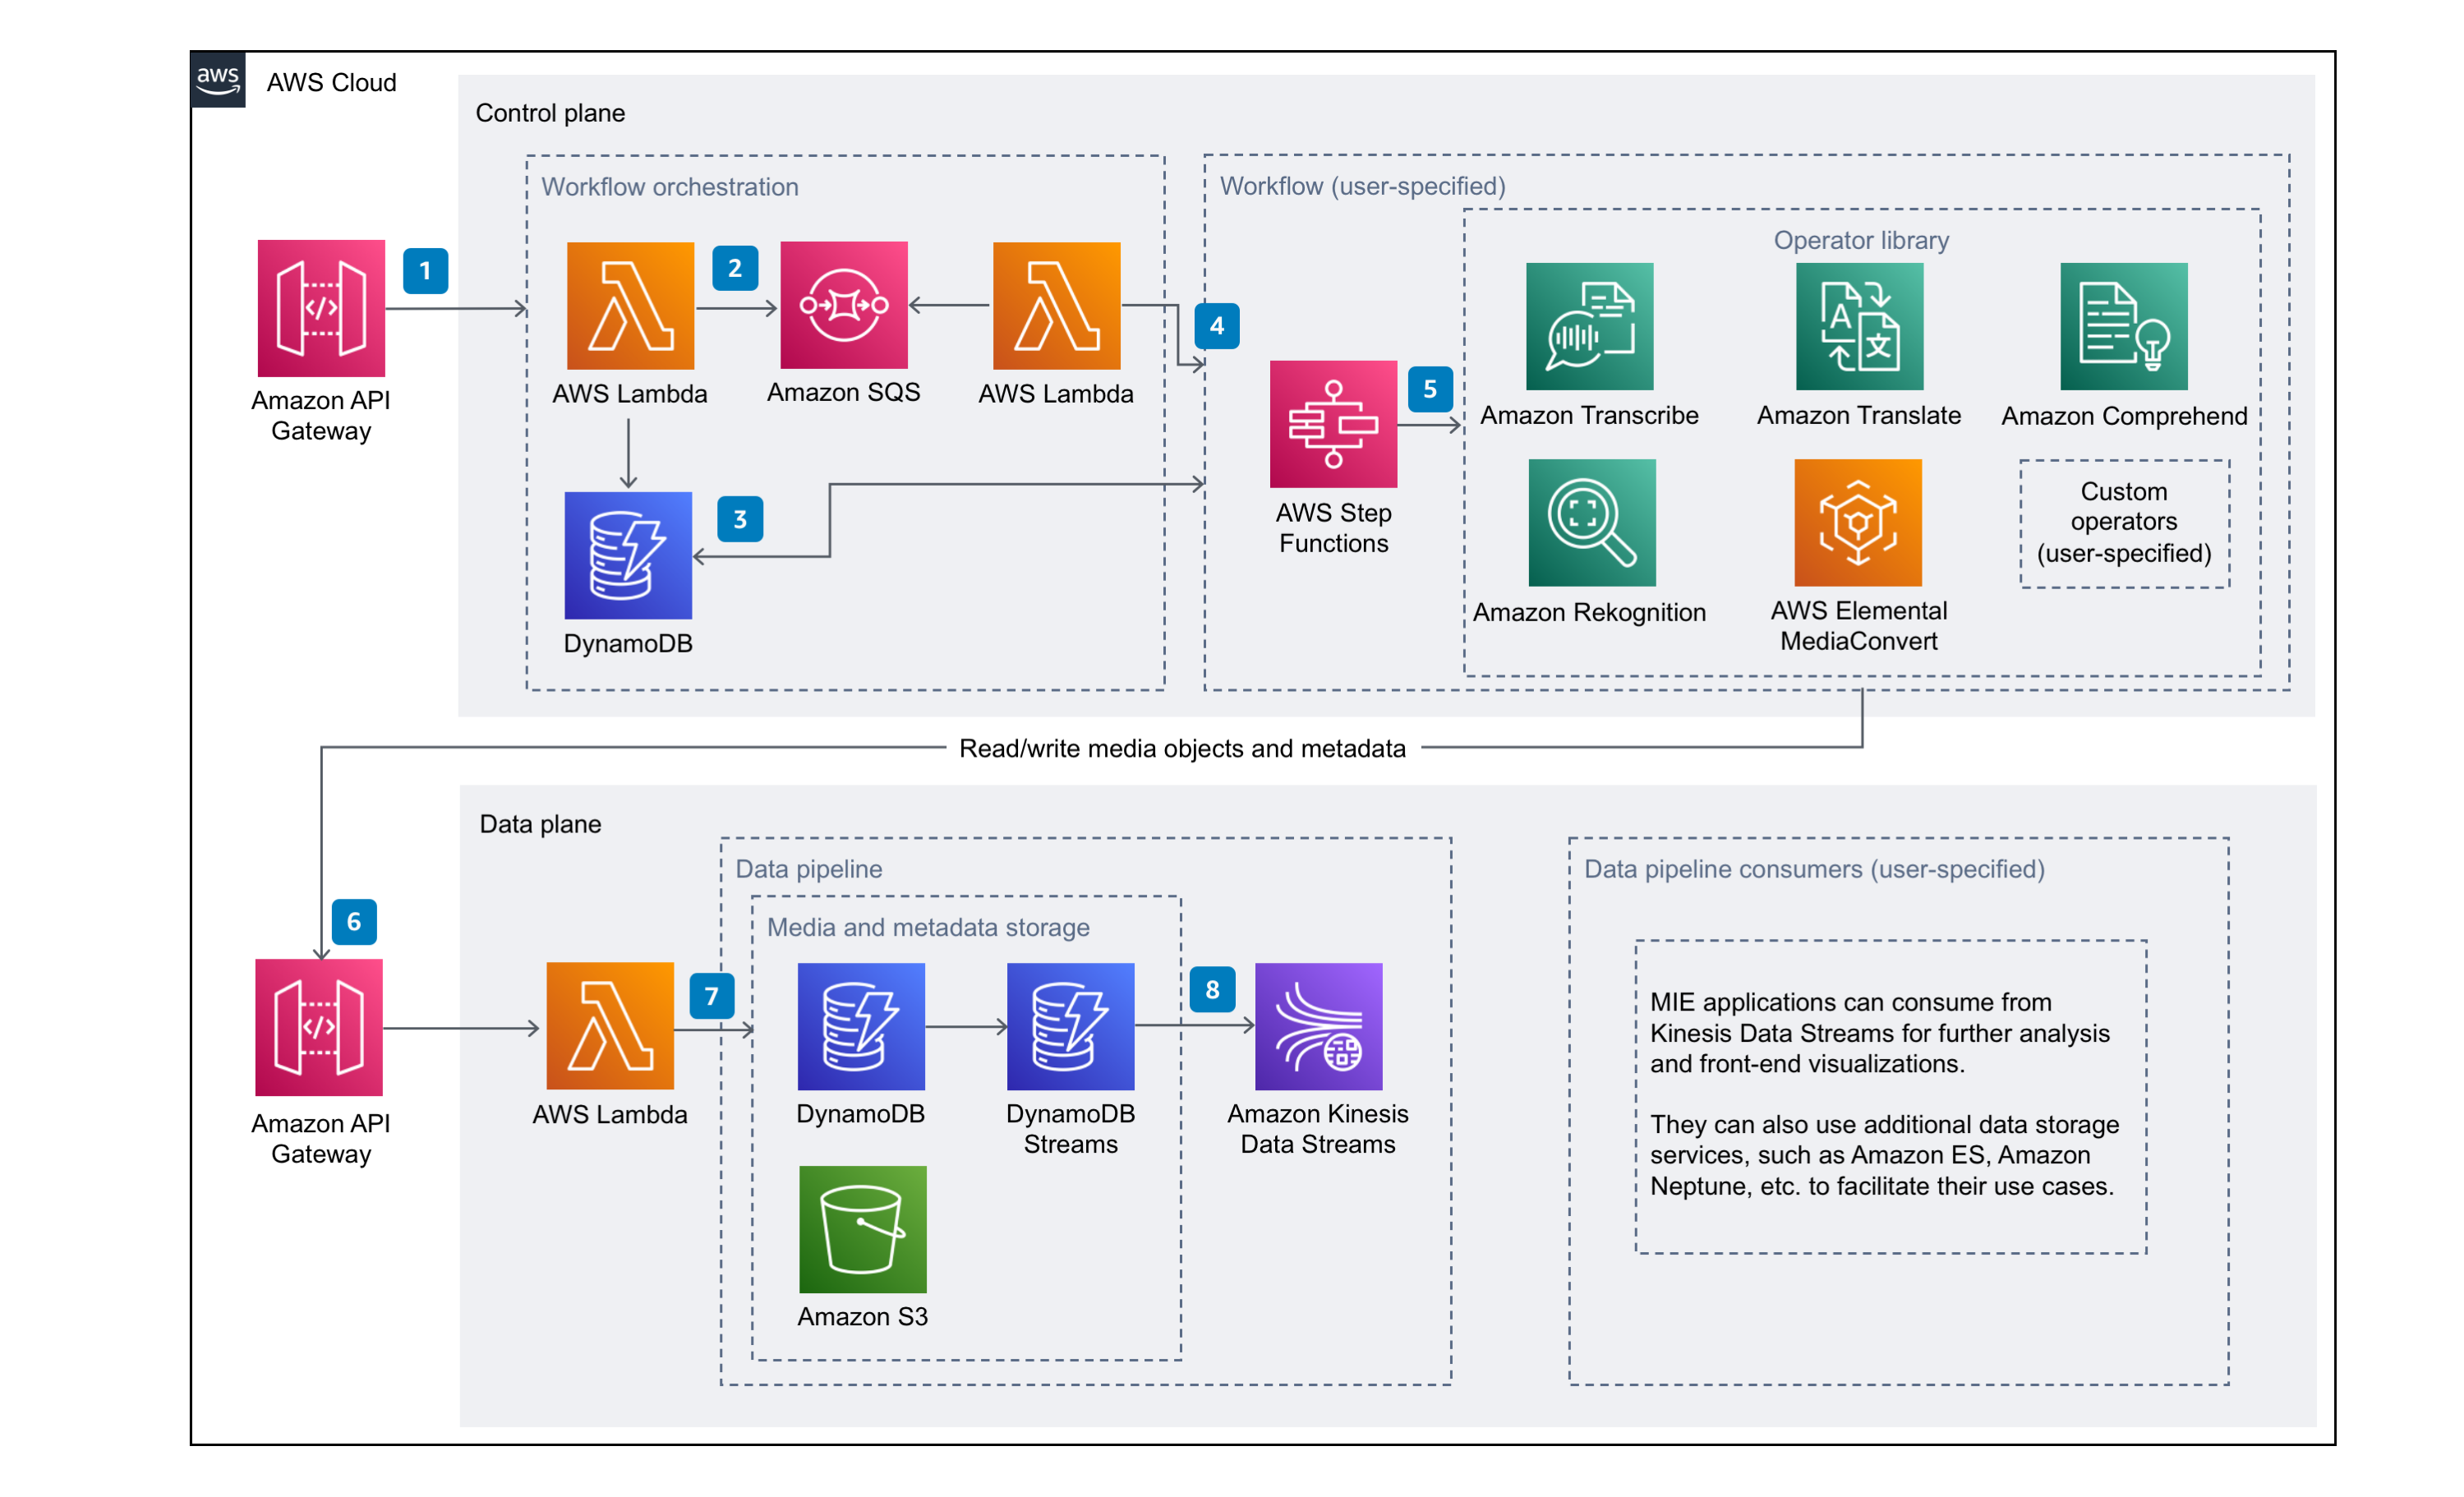 aws
AWS Cloud
Control plane
Workflow orchestration
Workflow (user-specified)
Operator library
1
2
4
5
3
Amazon API
Gateway
AWS Lambda
Amazon SQS
AWS Lambda
DynamoDB
AWS Step
Functions
Amazon Transcribe
Amazon Translate
Amazon Comprehend
Amazon Rekognition
AWS Elemental
MediaConvert
Custom
operators
(user-specified)
A
文
Read/write media objects and metadata
Data plane
Data pipeline
Media and metadata storage
Data pipeline consumers (user-specified)
6
7
8
Amazon API
Gateway
AWS Lambda
DynamoDB
DynamoDB
Streams
Amazon Kinesis
Data Streams
Amazon S3
MIE applications can consume from
Kinesis Data Streams for further analysis
and front-end visualizations.
They can also use additional data storage
services, such as Amazon ES, Amazon
Neptune, etc. to facilitate their use cases.